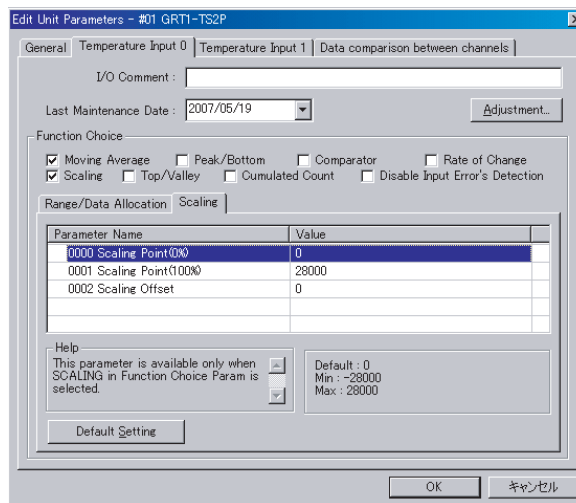 Edit Unit Parameters - #01 GRT1-TS2P
General Temperature Input 0 Temperature Input 1 Data comparison between channels
I/O Comment :
Last Maintenance Date : 2007/05/19 Adjustment...
Function Choice
Moving Average Peak/Bottom Comparator Rate of Change
Scaling Top/Valley Cumulated Count Disable Input Error's Detection
Range/Data Allocation Scaling
Parameter Name Value
0000 Scaling Point(0%) 0
0001 Scaling Point(100%) 28000
0002 Scaling Offset 0
Help
This parameter is available only when
SCALING in Function Choice Param is
selected.
Default : 0
Min : -28000
Max : 28000
Default Setting
OK キャンセル